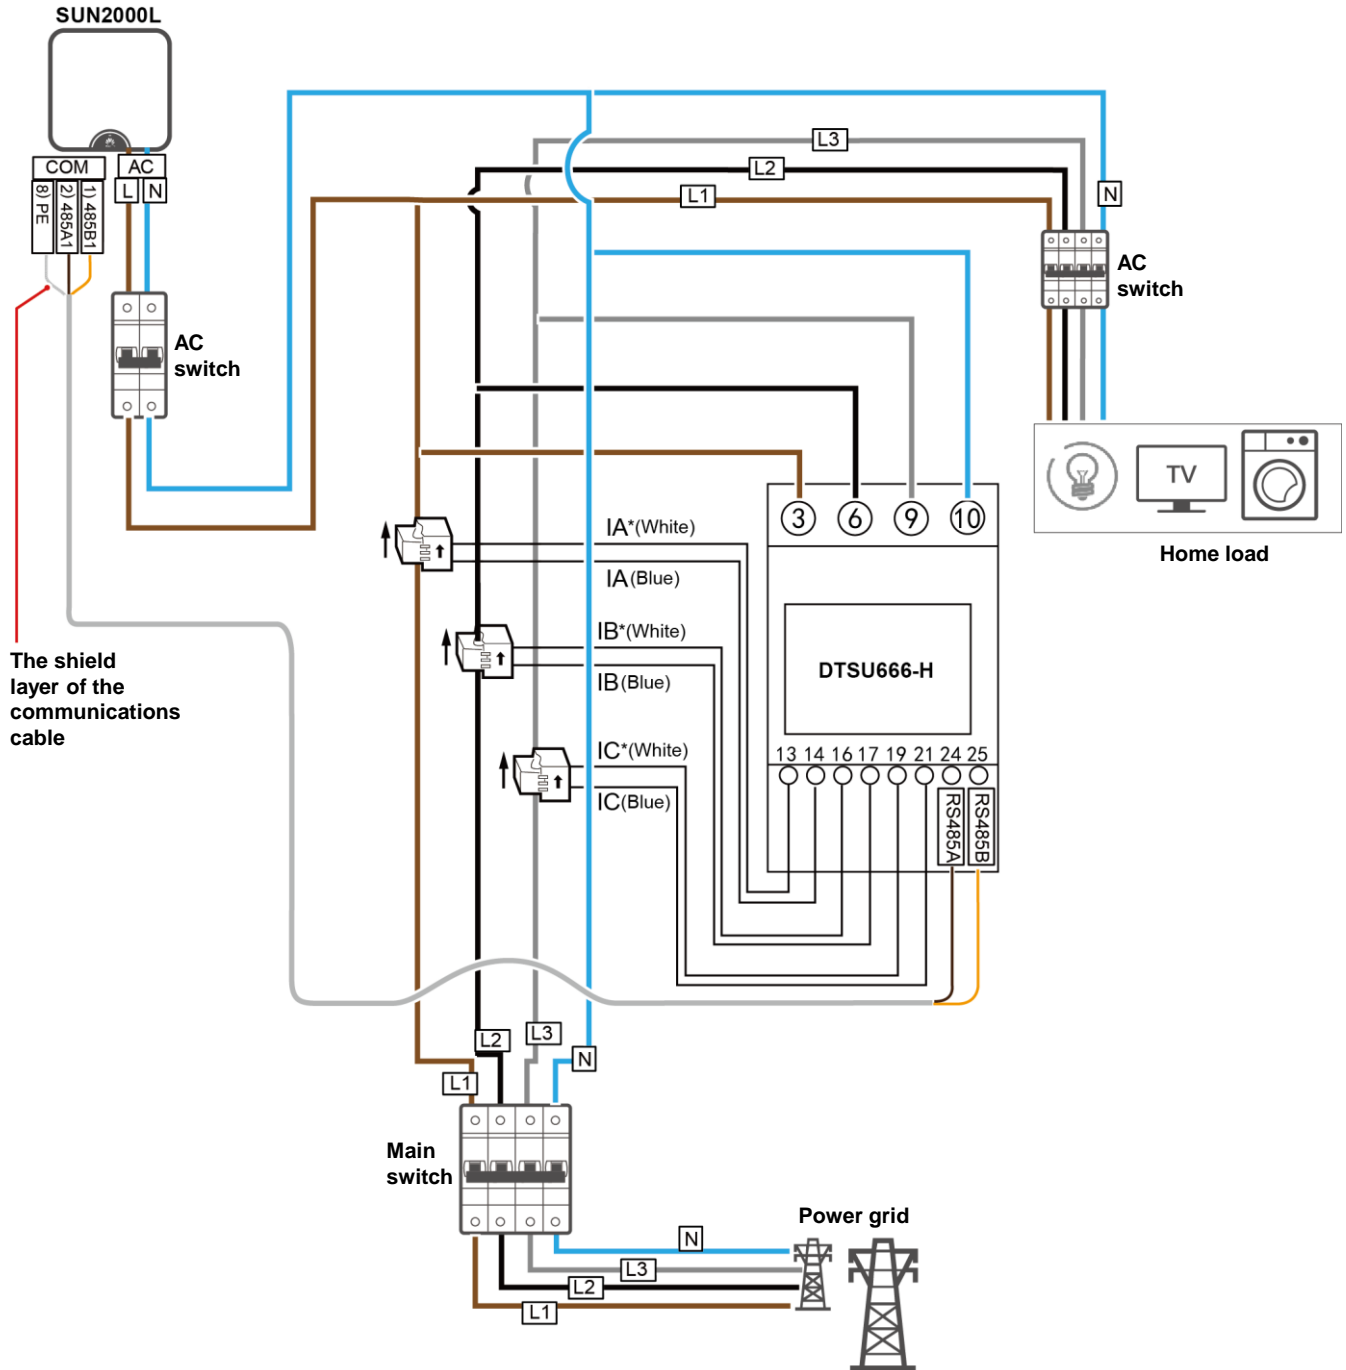 SUN2000L
COM
AC
8) PE
2) 485A1
1) 485B1
L
N
L3
L2
L1
N
AC
switch
AC
switch
TV
Home load
3
6
9
10
IA*(White)
IA(Blue)
IB*(White)
IB(Blue)
IC*(White)
IC(Blue)
DTSU666-H
13 14 16 17 19 21 24 25
RS485A
RS485B
The shield
layer of the
communications
cable
L2
L3
N
L1
Main
switch
Power grid
N
L3
L2
L1